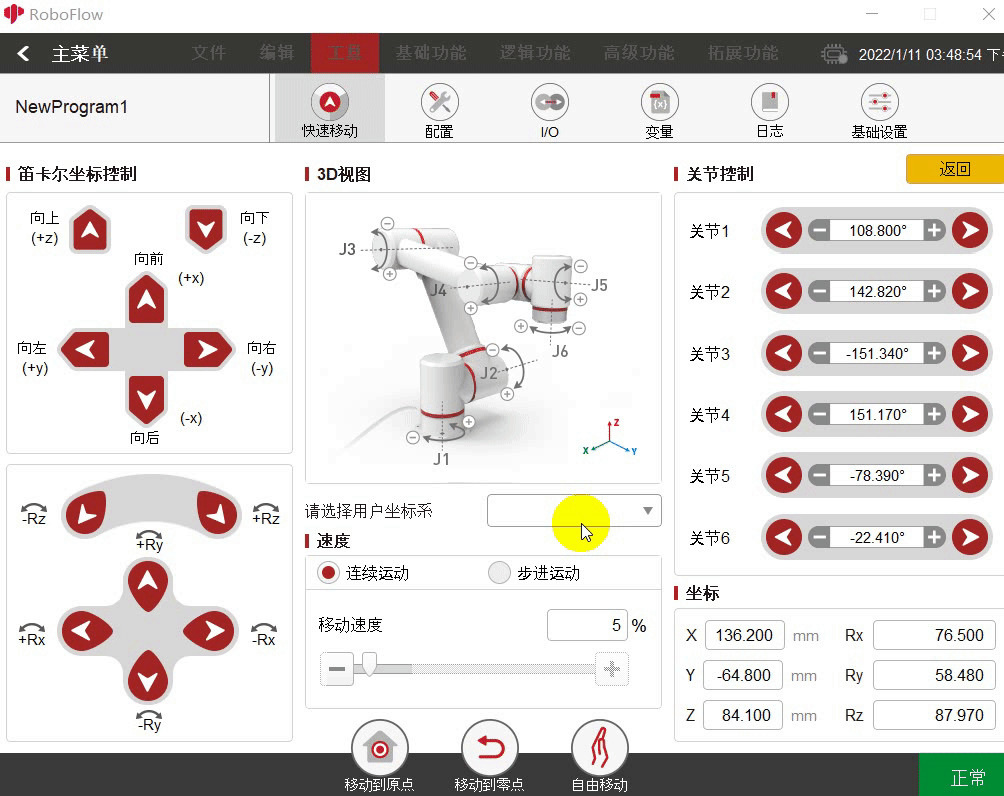 RoboFlow
主菜单 文件 编辑 工具 基础功能 逻辑功能 高级功能 拓展功能 2022/1/11 03:48:54 下
NewProgram1
快速移动 配置 I/O 变量 日志 基础设置
笛卡尔坐标控制 3D视图 关节控制 返回
向上 (+z)
向下 (-z)
向前 (+x)
向左 (+y)
向右 (-y)
(-x)
向后
J3
J4
J5
J6
J2
J1
Z
X
Y
关节1 108.800°
关节2 142.820°
关节3 -151.340°
关节4 151.170°
关节5 -78.390°
关节6 -22.410°
-Rz
+Rz
+Ry
+Rx
-Rx
-Ry
请选择用户坐标系
速度
连续运动 步进运动
移动速度 5 %
坐标
X 136.200 mm Rx 76.500
Y -64.800 mm Ry 58.480
Z 84.100 mm Rz 87.970
移动到原点 移动到零点 自由移动
正常